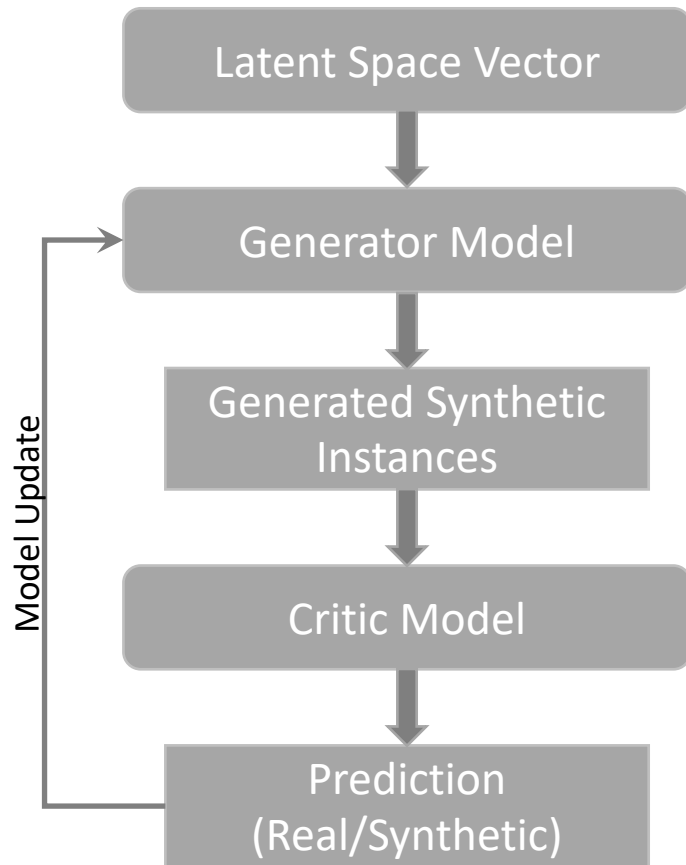 Latent Space Vector
Generator Model
Generated Synthetic
Instances
Model Update
Critic Model
Prediction
(Real/Synthetic)